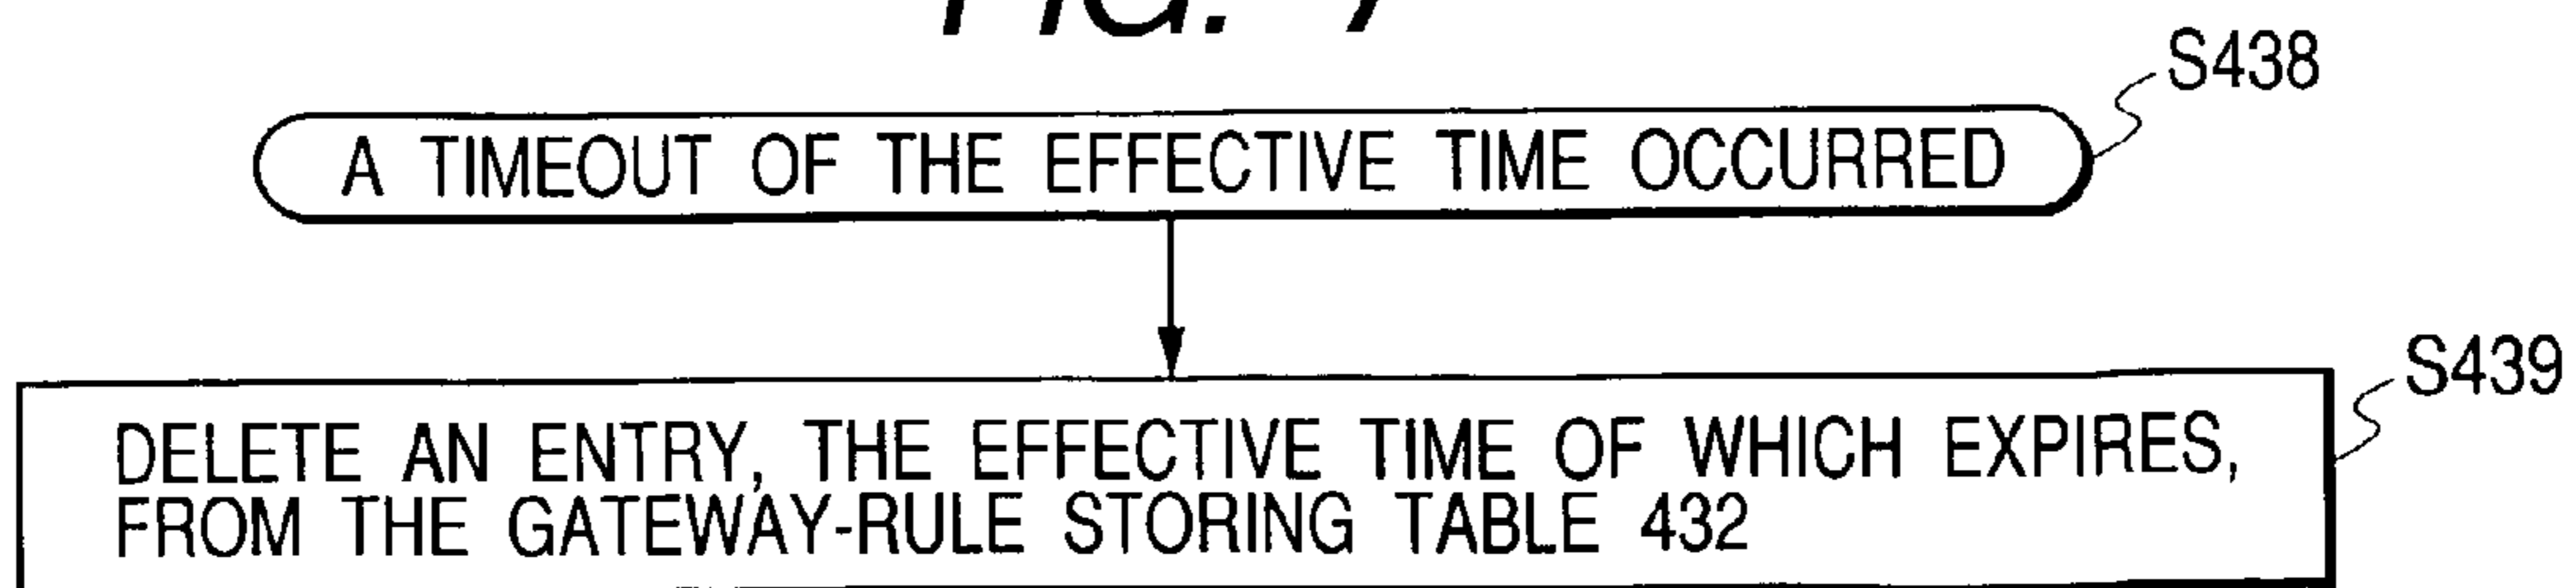 FIG.
S438
A TIMEOUT OF THE EFFECTIVE TIME OCCURRED
S439
DELETE AN ENTRY, THE EFFECTIVE TIME OF WHICH EXPIRES,
FROM THE GATEWAY-RULE STORING TABLE 432